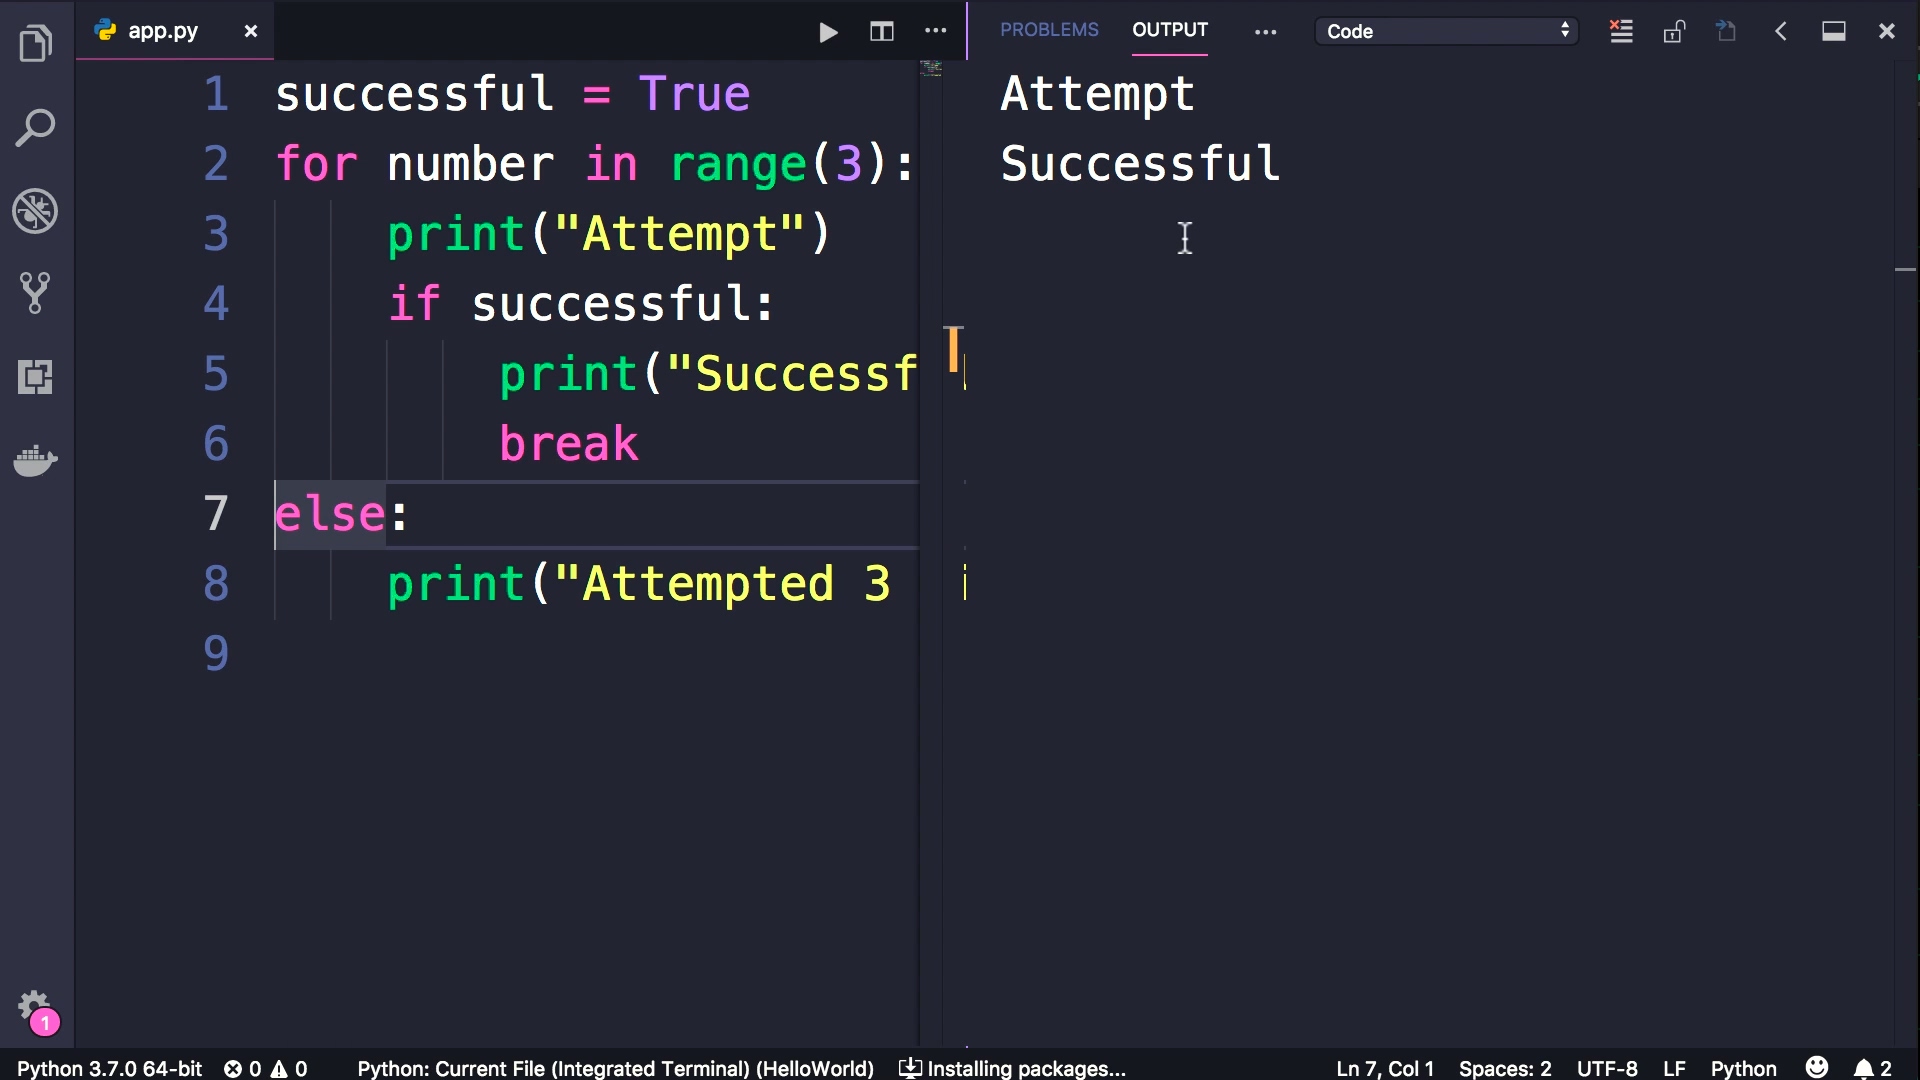 app.py
PROBLEMS OUTPUT ... Code
1 successful = True
2 for number in range(3):
3 print("Attempt")
4 if successful:
5 print("Successf
6 break
7 else:
8 print("Attempted 3
9
Attempt
Successful
1
Python 3.7.0 64-bit 0 0 Python: Current File (Integrated Terminal) (HelloWorld) Installing packages... Ln 7, Col 1 Spaces: 2 UTF-8 LF Python 2